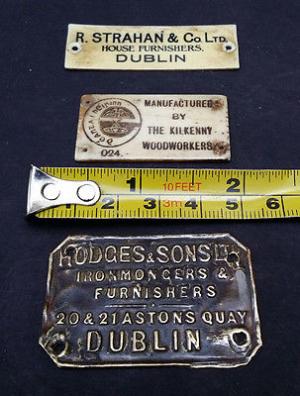 R. STRAHAN & Co. LTD.
HOUSE FURNISHERS.
DUBLIN
MANUFACTURED
BY
THE KILKENNY
WOODWORKERS
024
1 10FEET 2
1 2 3 3m 4 5 6
HODGES & SONS LTD
IRONMONGERS &
FURNISHERS
20 & 21 ASTONS QUAY
DUBLIN